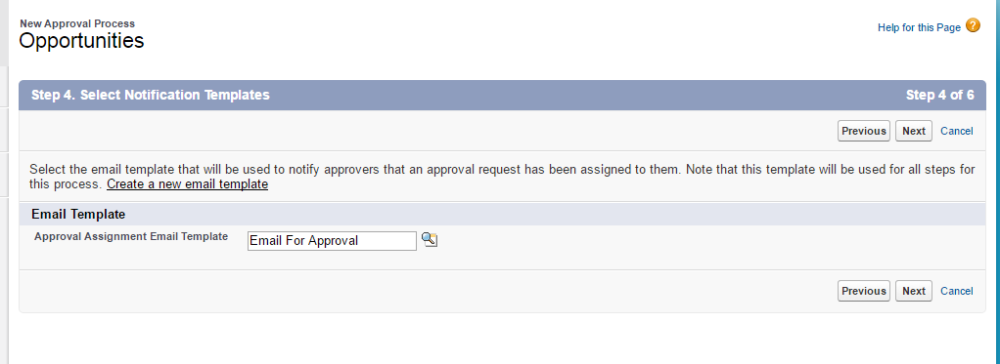 New Approval Process
Opportunities
Help for this Page ?
Step 4. Select Notification Templates
Step 4 of 6
Previous Next Cancel
Select the email template that will be used to notify approvers that an approval request has been assigned to them. Note that this template will be used for all steps for
this process. Create a new email template
Email Template
Approval Assignment Email Template Email For Approval
Previous Next Cancel